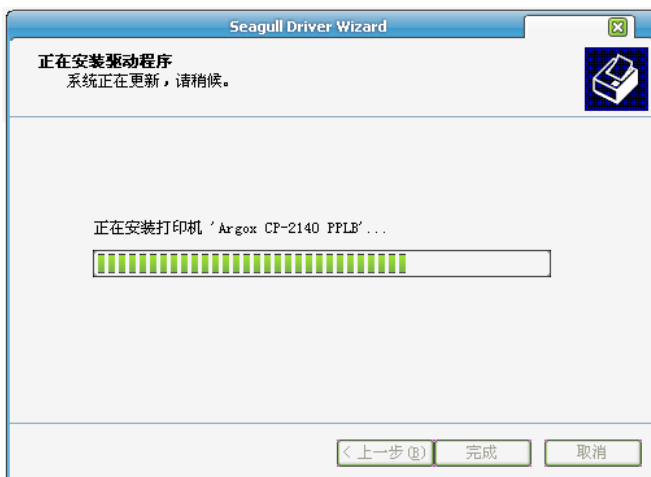 Seagull Driver Wizard
正在安装驱动程序
系统正在更新，请稍候。
正在安装打印机 'Argox CP-2140 PPLB'...
< 上一步(B)
完成
取消